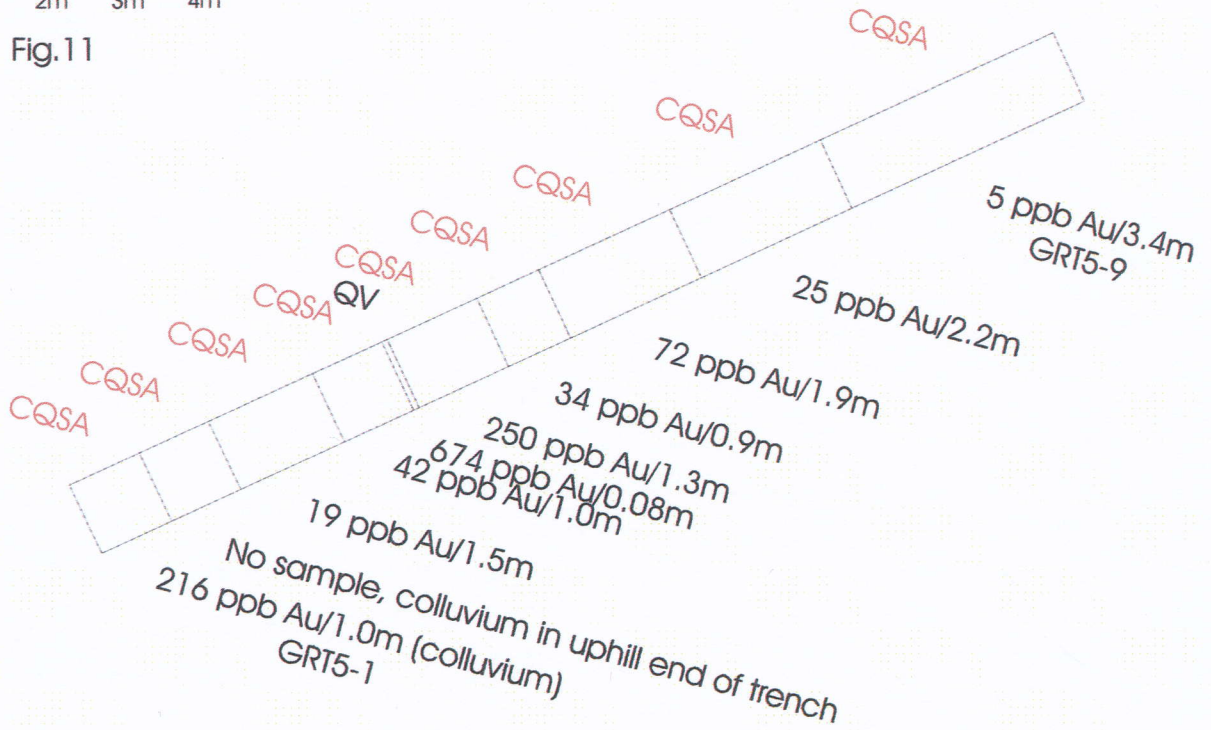 2m 3m 4m
Fig.11
CQSA
CQSA
CQSA
CQSA
CQSA
QV
CQSA
CQSA
CQSA
CQSA
5 ppb Au/3.4m
GRT5-9
25 ppb Au/2.2m
72 ppb Au/1.9m
34 ppb Au/0.9m
250 ppb Au/1.3m
674 ppb Au/0.08m
42 ppb Au/1.0m
19 ppb Au/1.5m
No sample, colluvium in uphill end of trench
216 ppb Au/1.0m (colluvium)
GRT5-1